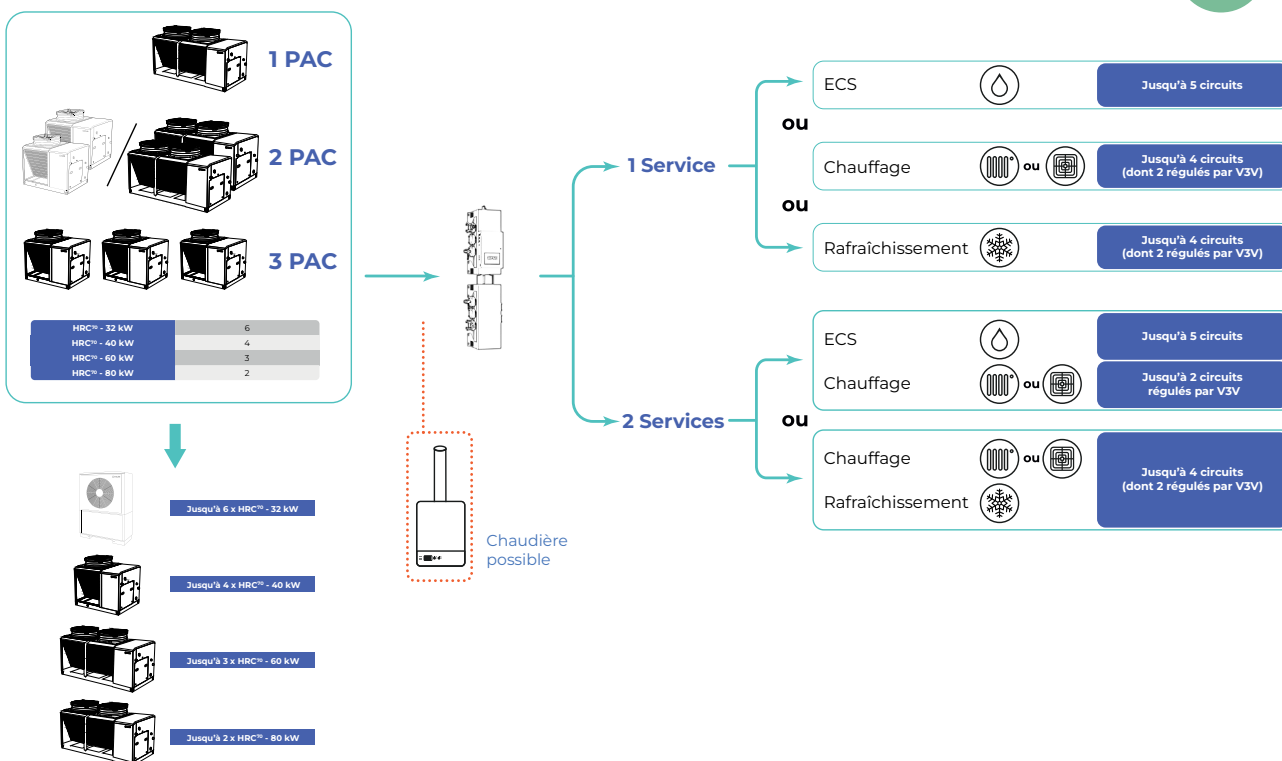 1 PAC
2 PAC
3 PAC
HRC⁷⁰ - 32 kW 6
HRC⁷⁰ - 40 kW 4
HRC⁷⁰ - 60 kW 3
HRC⁷⁰ - 80 kW 2
Jusqu'à 6 x HRC⁷⁰ - 32 kW
Jusqu'à 4 x HRC⁷⁰ - 40 kW
Jusqu'à 3 x HRC⁷⁰ - 60 kW
Jusqu'à 2 x HRC⁷⁰ - 80 kW
Chaudière
possible
1 Service
ECS
Jusqu'à 5 circuits
ou
Chauffage
ou
Jusqu'à 4 circuits
(dont 2 régulés par V3V)
ou
Rafraîchissement
Jusqu'à 4 circuits
(dont 2 régulés par V3V)
2 Services
ECS
Jusqu'à 5 circuits
Chauffage
ou
Jusqu'à 2 circuits
régulés par V3V
ou
Chauffage
ou
Rafraîchissement
Jusqu'à 4 circuits
(dont 2 régulés par V3V)